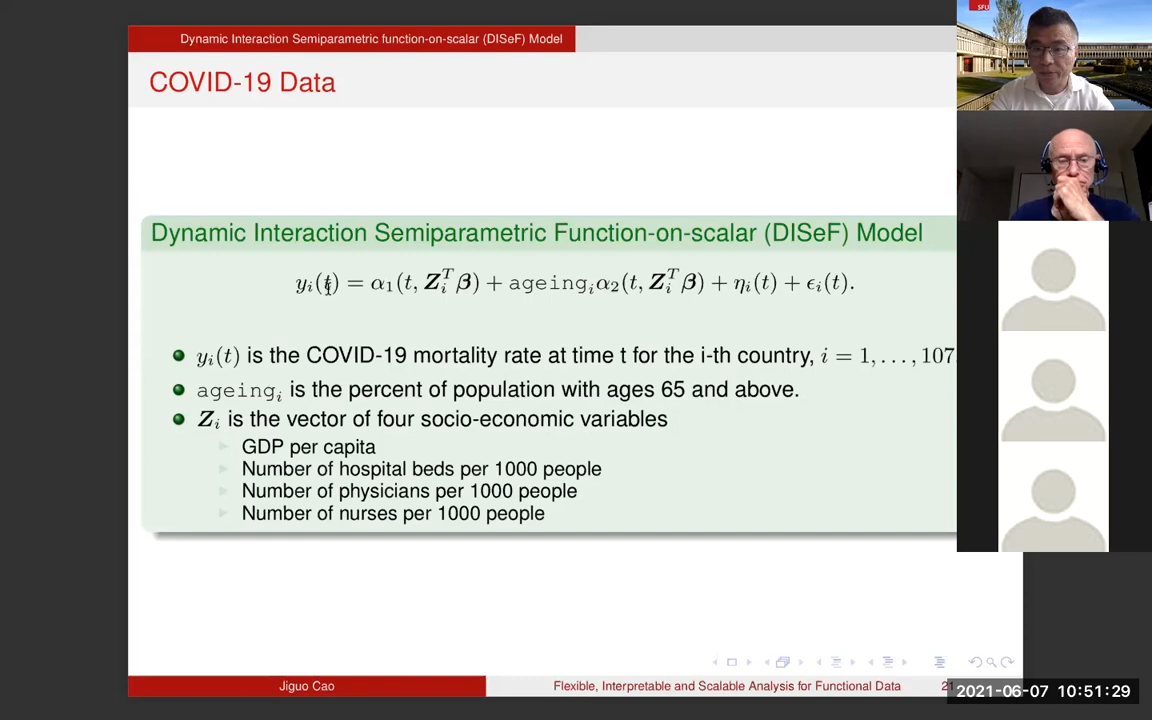 Dynamic Interaction Semiparametric function-on-scalar (DISeF) Model
SFU
COVID-19 Data
Dynamic Interaction Semiparametric Function-on-scalar (DISeF) Model
yᵢ(t) = α₁(t, Zᵢᵀβ) + ageingᵢα₂(t, Zᵢᵀβ) + ηᵢ(t) + ϵᵢ(t).
yᵢ(t) is the COVID-19 mortality rate at time t for the i-th country, i = 1, . . . , 107
ageingᵢ is the percent of population with ages 65 and above.
Zᵢ is the vector of four socio-economic variables
GDP per capita
Number of hospital beds per 1000 people
Number of physicians per 1000 people
Number of nurses per 1000 people
Jiguo Cao
Flexible, Interpretable and Scalable Analysis for Functional Data
2021-06-07 10:51:29